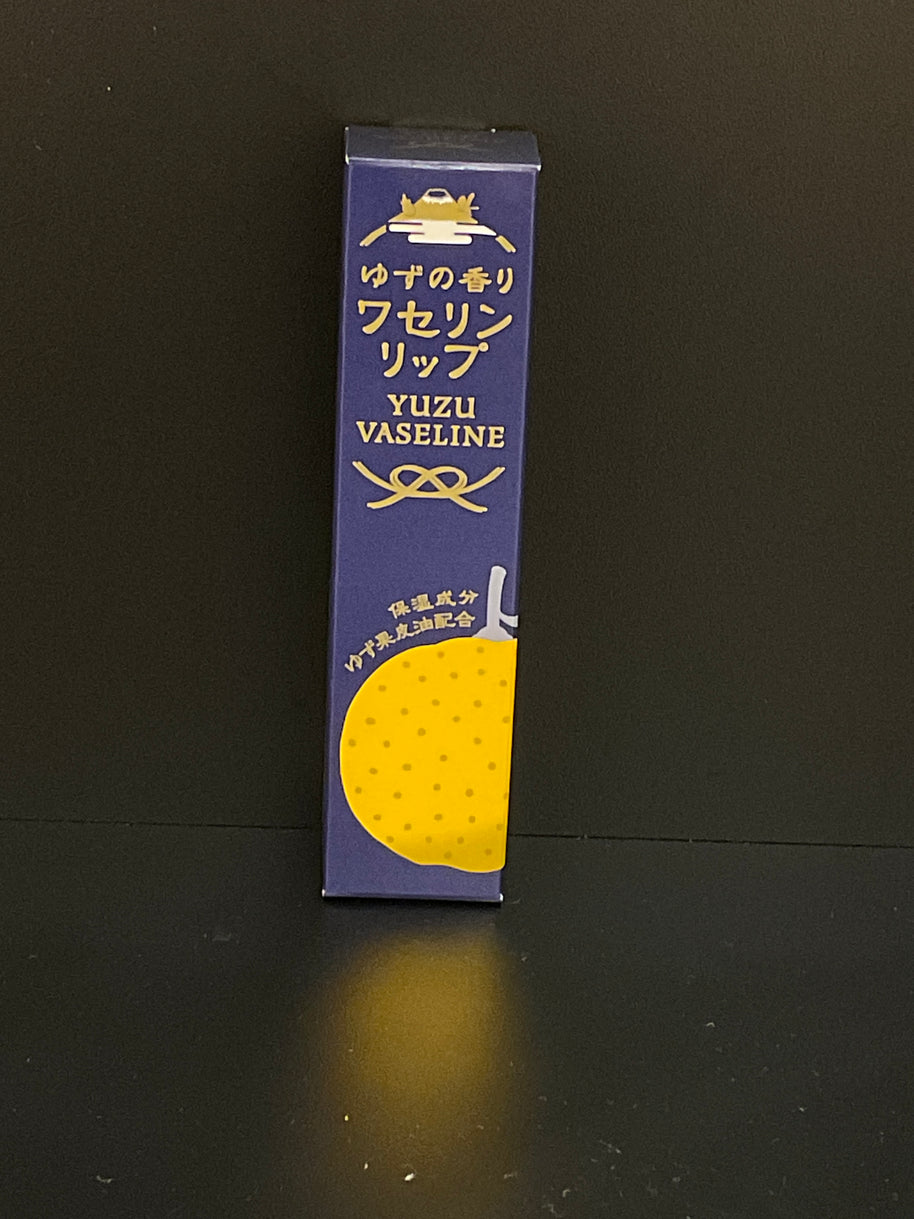 ゆずの香り
ワセリン
リップ
YUZU
VASELINE
保湿成分
ゆず果皮油配合